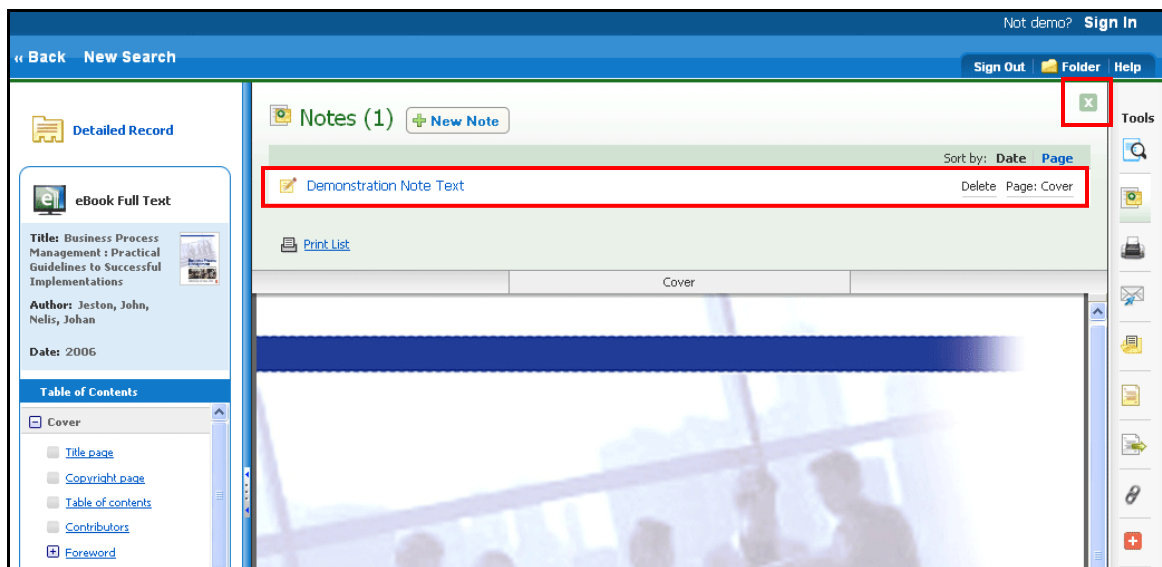 Not demo? Sign In
‹‹ Back New Search
Sign Out Folder Help
Detailed Record
eBook Full Text
Title: Business Process
Management : Practical
Guidelines to Successful
Implementations
Author: Jeston, John,
Nelis, Johan
Date: 2006
Table of Contents
Cover
Title page
Copyright page
Table of contents
Contributors
Foreword
Notes (1) New Note
Sort by: Date Page
Demonstration Note Text Delete Page: Cover
Print List
Cover
Tools